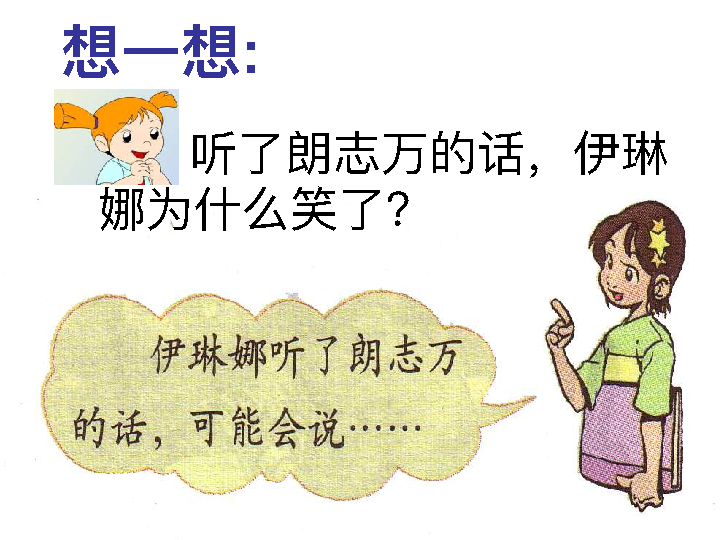 想一想:
听了朗志万的话，伊琳
娜为什么笑了？
伊琳娜听了朗志万
的话，可能会说……